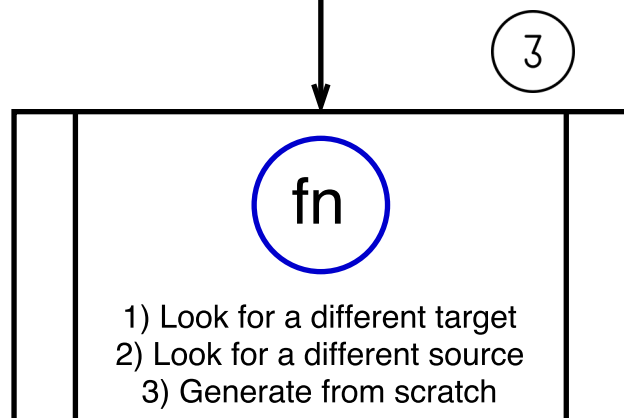 3
fn
1) Look for a different target
2) Look for a different source
3) Generate from scratch